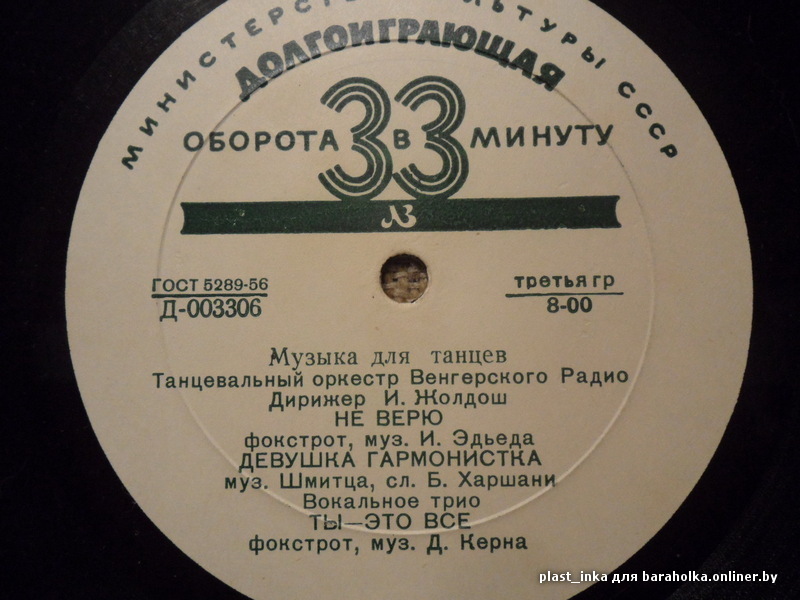 МИНИСТЕРСТВО КУЛЬТУРЫ СССР
ДОЛГОИГРАЮЩАЯ
ОБОРОТА 33 В МИНУТУ
ЛЗ
ГОСТ 5289-56
Д-003306
третья гр
8-00
Музыка для танцев
Танцевальный оркестр Венгерского Радио
Дирижер И. Жолдош
НЕ ВЕРЮ
фокстрот, муз. И. Эдьеда
ДЕВУШКА ГАРМОНИСТКА
муз. Шмитца, сл. Б. Харшани
Вокальное трио
ТЫ—ЭТО ВСЕ
фокстрот, муз. Д. Керна
plast_inka для baraholka.onliner.by